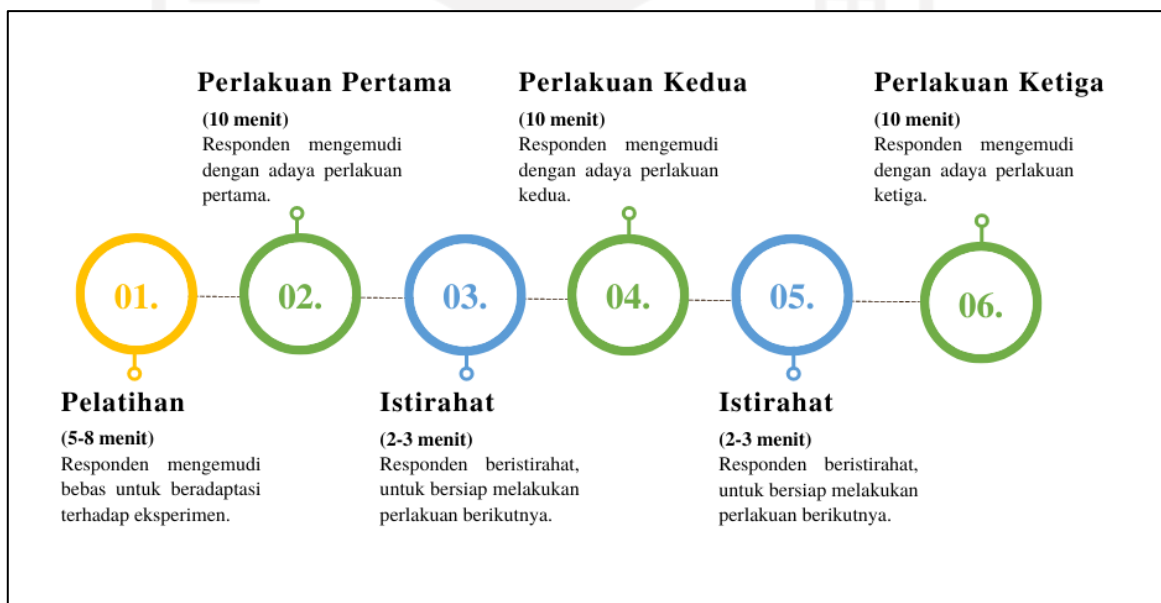 Perlakuan Pertama
(10 menit)
Responden mengemudi
dengan adaya perlakuan
pertama.
Perlakuan Kedua
(10 menit)
Responden mengemudi
dengan adaya perlakuan
kedua.
Perlakuan Ketiga
(10 menit)
Responden mengemudi
dengan adaya perlakuan
ketiga.
01.
02.
03.
04.
05.
06.
Pelatihan
(5-8 menit)
Responden mengemudi
bebas untuk beradaptasi
terhadap eksperimen.
Istirahat
(2-3 menit)
Responden beristirahat,
untuk bersiap melakukan
perlakuan berikutnya.
Istirahat
(2-3 menit)
Responden beristirahat,
untuk bersiap melakukan
perlakuan berikutnya.